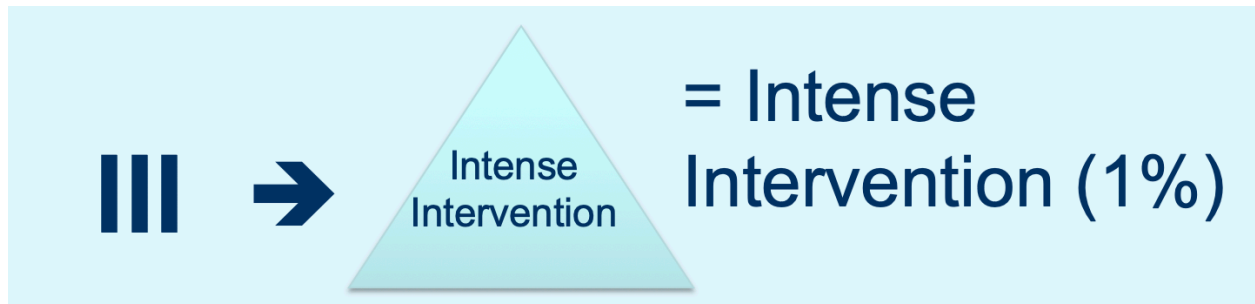 III ➔
Intense
Intervention
= Intense
Intervention (1%)